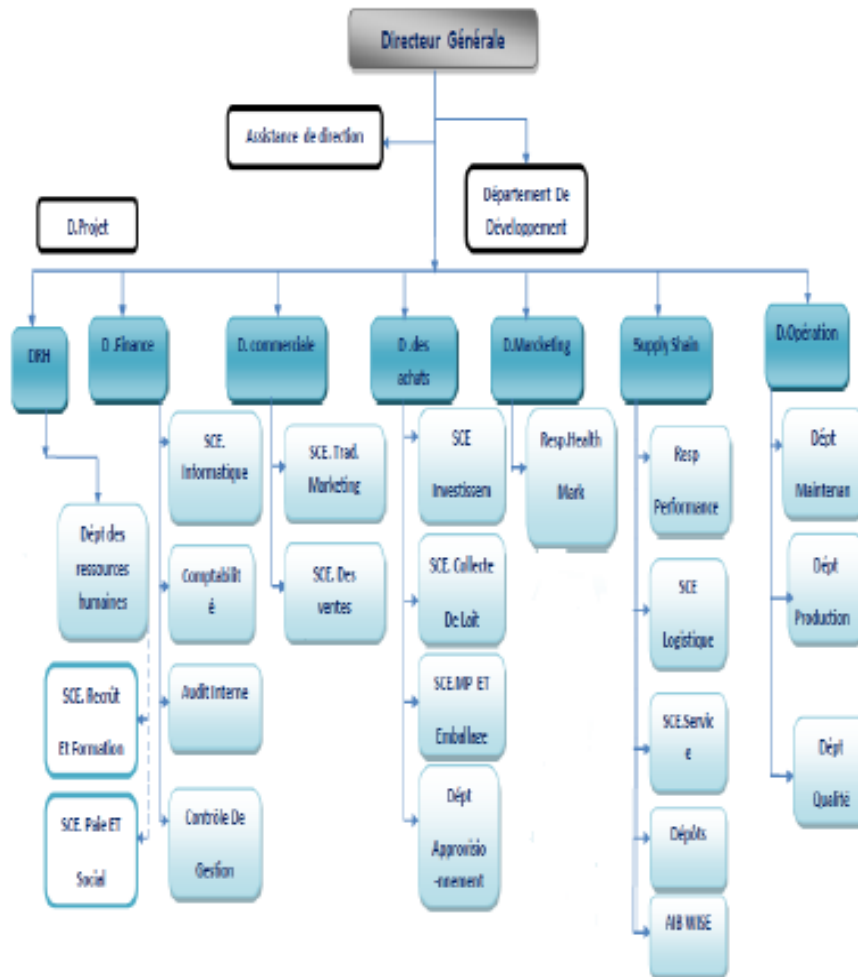 Directeur Générale
Assistance de direction
Département De
Développement
D.Projet
DRH
D .Finance
D. commerciale
D .des
achats
D.Marcketing
Supply Shain
D.Opération
SCE.
Informatique
Comptabilit
é
Audit Interne
Contrôle De
Gestion
Dépt des
ressources
humaines
SCE. Recrût
Et Formation
SCE. Paie ET
Social
SCE. Trad.
Marketing
SCE. Des
ventes
SCE
Investissem
SCE. Collecte
De Lait
SCE.MP ET
Emballage
Dépt
Approvisio
-nnement
Resp.Health
Mark
Resp
Performance
SCE
Logistique
SCE.Servic
e
Dépôts
AIB WISE
Dépt
Maintenan
Dépt
Production
Dépt
Qualité